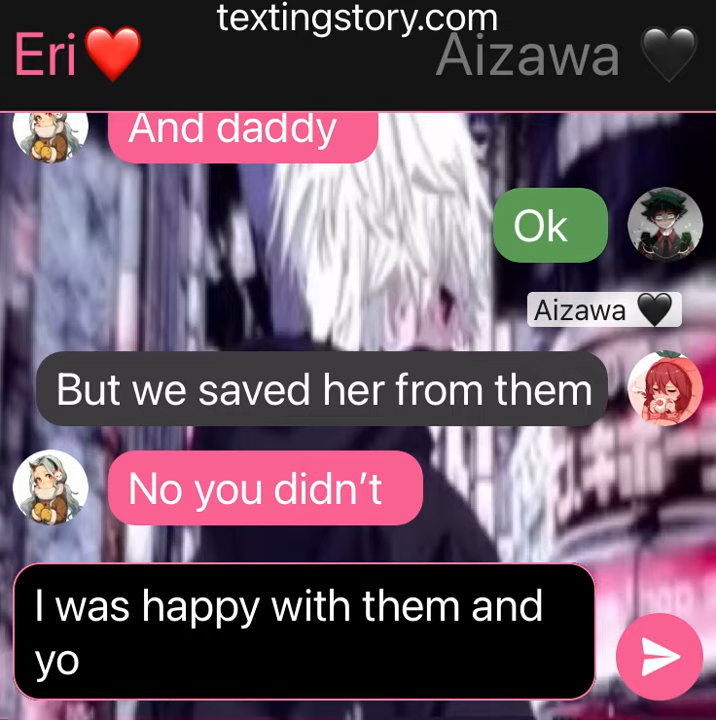 textingstory.com
Eri❤️
Aizawa 🖤
And daddy
Ok
Aizawa 🖤
But we saved her from them
No you didn’t
I was happy with them and
yo